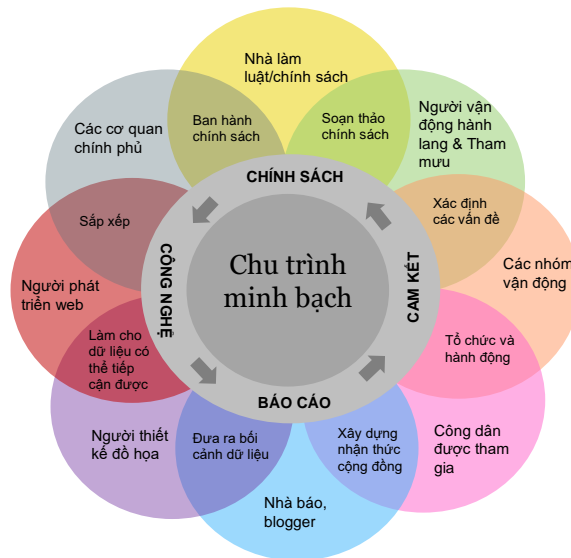 Nhà làm
luật/chính sách
Ban hành
chính sách
Soạn thảo
chính sách
Người vận
động hành
lang & Tham
mưu
Các cơ quan
chính phủ
CHÍNH SÁCH
Xác định
các vấn đề
Sắp xếp
CÔNG NGHỆ
Chu trình
minh bạch
CAM KẾT
Các nhóm
vận động
Người phát
triển web
Làm cho
dữ liệu có
thể tiếp
cận được
Tổ chức và
hành động
BÁO CÁO
Người thiết
kế đồ họa
Đưa ra bối
cảnh dữ liệu
Xây dựng
nhận thức
cộng đồng
Công dân
được tham
gia
Nhà báo,
blogger